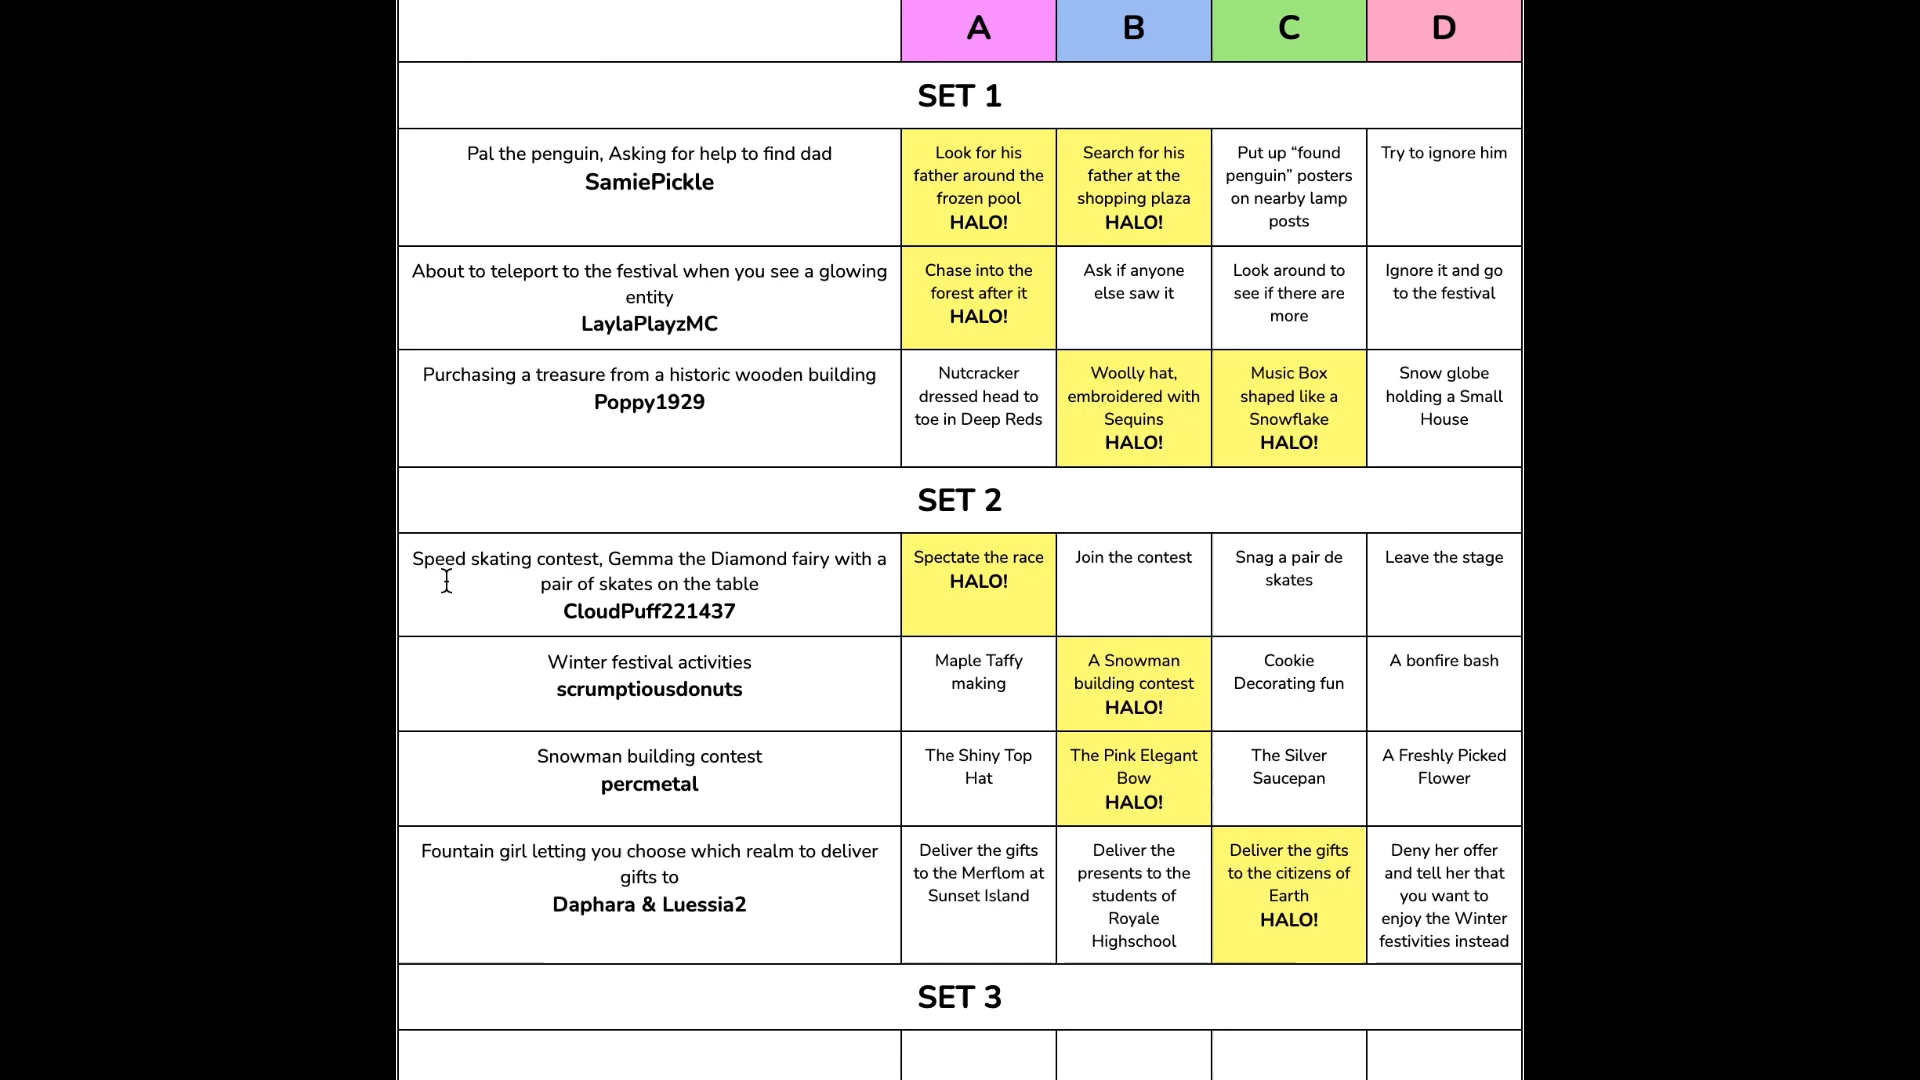 A
B
C
D
SET 1
Pal the penguin, Asking for help to find dad
SamiePickle
Look for his
father around the
frozen pool
HALO!
Search for his
father at the
shopping plaza
HALO!
Put up “found
penguin” posters
on nearby lamp
posts
Try to ignore him
About to teleport to the festival when you see a glowing
entity
LaylaPlayzMC
Chase into the
forest after it
HALO!
Ask if anyone
else saw it
Look around to
see if there are
more
Ignore it and go
to the festival
Purchasing a treasure from a historic wooden building
Poppy1929
Nutcracker
dressed head to
toe in Deep Reds
Woolly hat,
embroidered with
Sequins
HALO!
Music Box
shaped like a
Snowflake
HALO!
Snow globe
holding a Small
House
SET 2
Speed skating contest, Gemma the Diamond fairy with a
pair of skates on the table
CloudPuff221437
Spectate the race
HALO!
Join the contest
Snag a pair de
skates
Leave the stage
Winter festival activities
scrumptiousdonuts
Maple Taffy
making
A Snowman
building contest
HALO!
Cookie
Decorating fun
A bonfire bash
Snowman building contest
percmetal
The Shiny Top
Hat
The Pink Elegant
Bow
HALO!
The Silver
Saucepan
A Freshly Picked
Flower
Fountain girl letting you choose which realm to deliver
gifts to
Daphara & Luessia2
Deliver the gifts
to the Merflom at
Sunset Island
Deliver the
presents to the
students of
Royale
Highschool
Deliver the gifts
to the citizens of
Earth
HALO!
Deny her offer
and tell her that
you want to
enjoy the Winter
festivities instead
SET 3